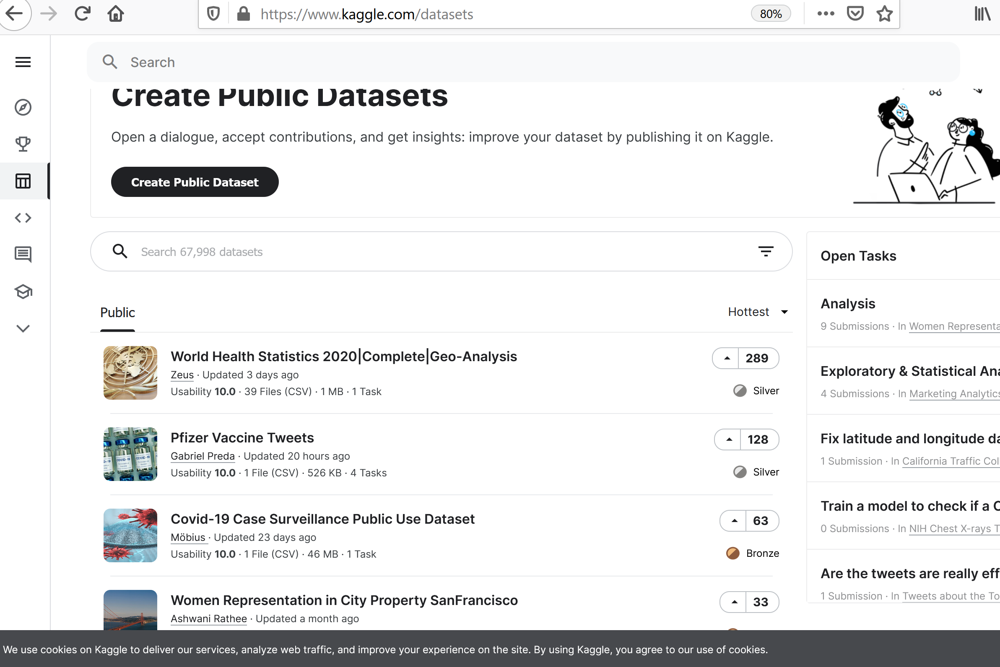 https://www.kaggle.com/datasets
80%
Search
Create Public Datasets
Open a dialogue, accept contributions, and get insights: improve your dataset by publishing it on Kaggle.
Create Public Dataset
Search 67,998 datasets
Public
Hottest
World Health Statistics 2020|Complete|Geo-Analysis
Zeus · Updated 3 days ago
Usability 10.0 · 39 Files (CSV) · 1 MB · 1 Task
289
Silver
Pfizer Vaccine Tweets
Gabriel Preda · Updated 20 hours ago
Usability 10.0 · 1 File (CSV) · 526 KB · 4 Tasks
128
Silver
Covid-19 Case Surveillance Public Use Dataset
Möbius · Updated 23 days ago
Usability 10.0 · 1 File (CSV) · 46 MB · 1 Task
63
Bronze
Women Representation in City Property SanFrancisco
Ashwani Rathee · Updated a month ago
33
Open Tasks
Analysis
9 Submissions · In Women Representa
Exploratory & Statistical Ana
4 Submissions · In Marketing Analytics
Fix latitude and longitude da
1 Submission · In California Traffic Col
Train a model to check if a C
0 Submissions · In NIH Chest X-rays T
Are the tweets are really eff
1 Submission · In Tweets about the To
We use cookies on Kaggle to deliver our services, analyze web traffic, and improve your experience on the site. By using Kaggle, you agree to our use of cookies.